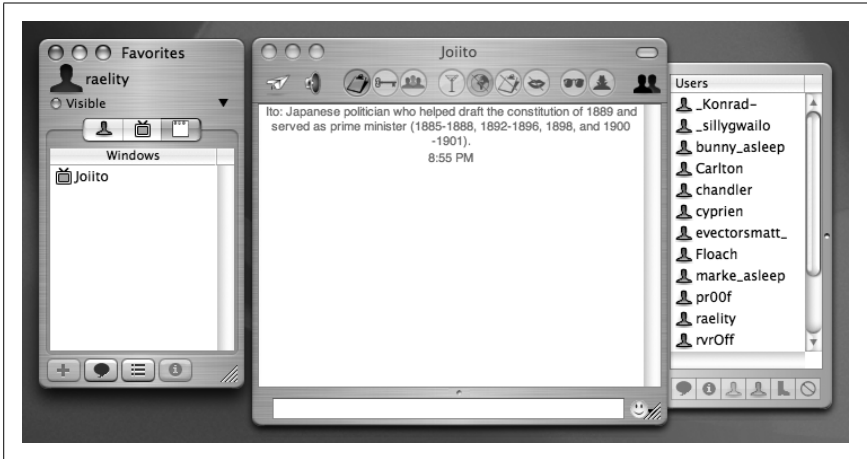 Favorites
raelity
Visible
Windows
Joiito
Joiito
Ito: Japanese politician who helped draft the constitution of 1889 and
served as prime minister (1885-1888, 1892-1896, 1898, and 1900
-1901).
8:55 PM
Users
_Konrad-
_sillygwailo
bunny_asleep
Carlton
chandler
cyprien
evectorsmatt_
Floach
marke_asleep
pr00f
raelity
rvrOff